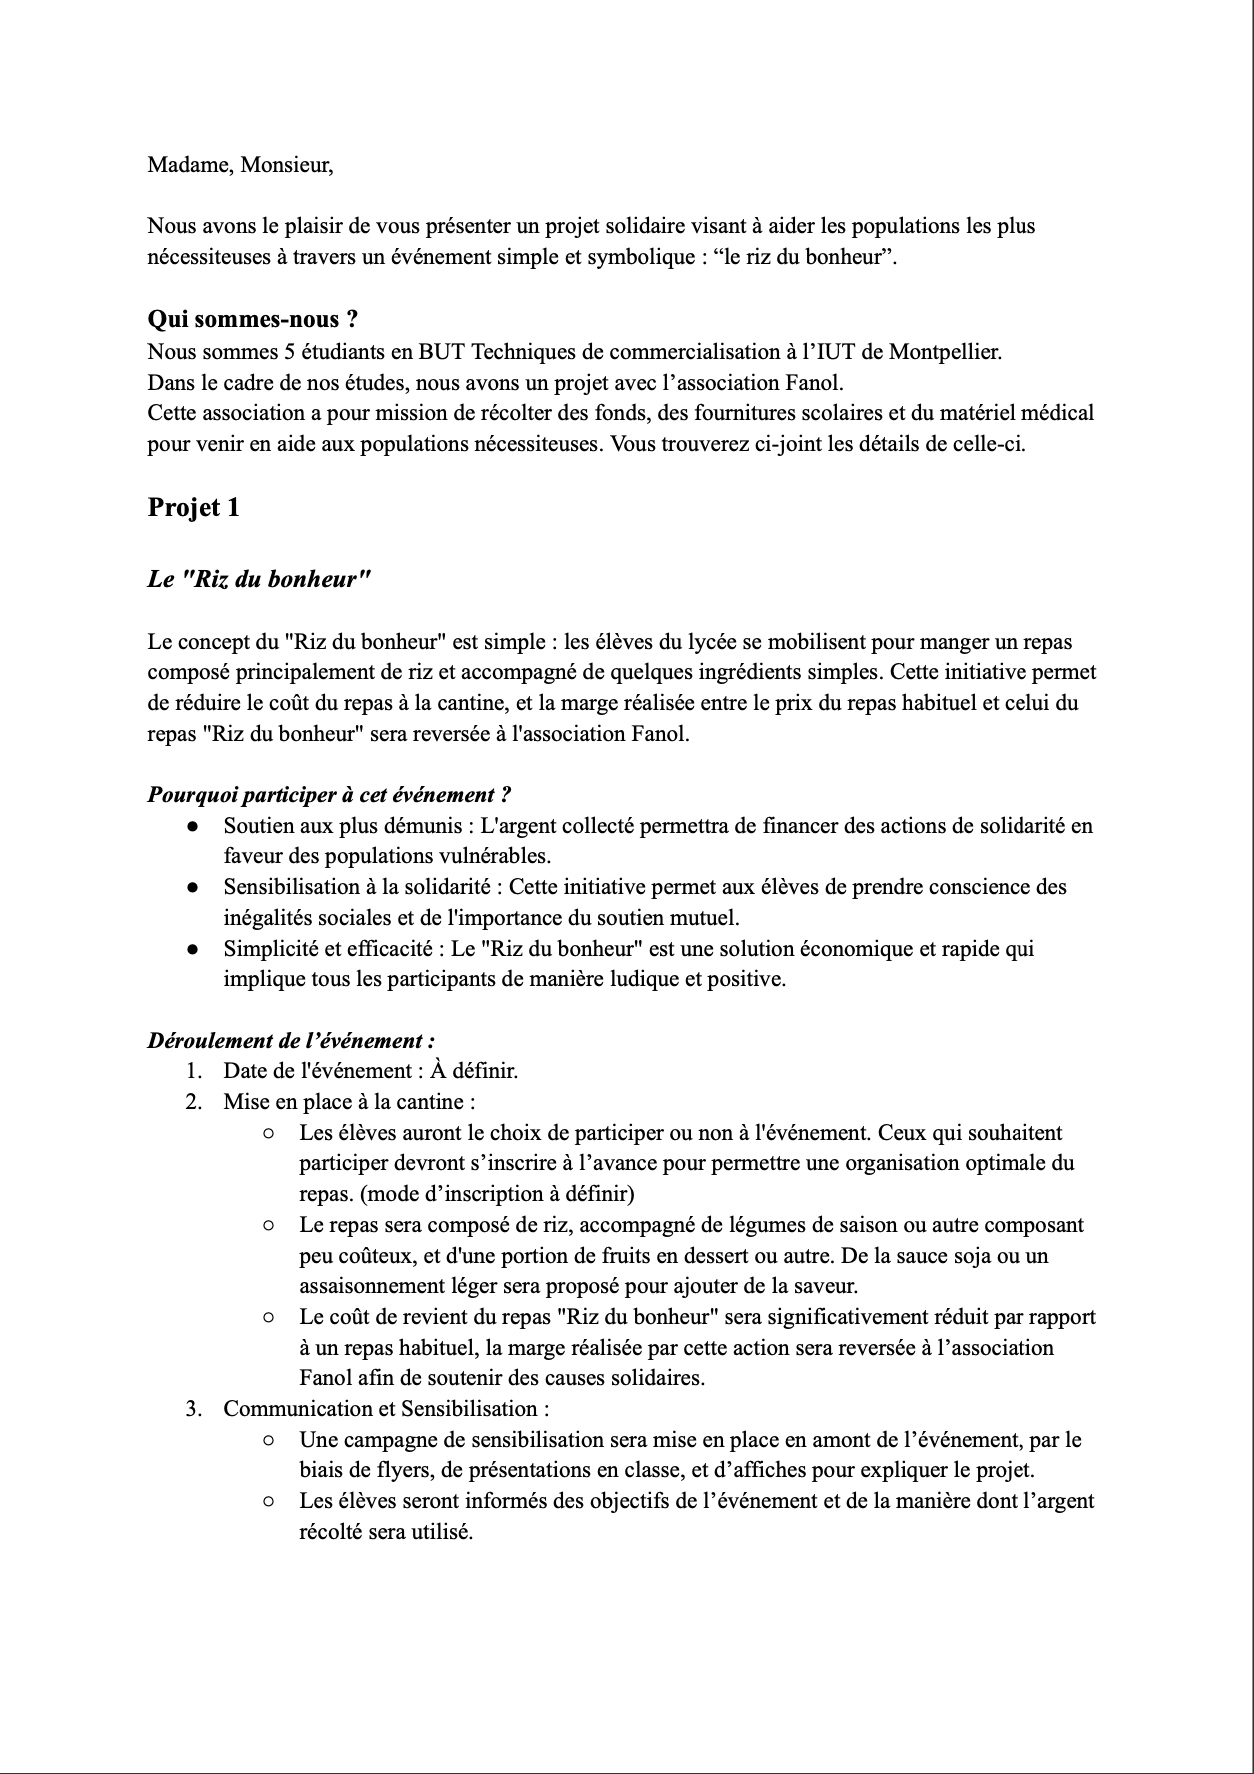 Madame, Monsieur,
Nous avons le plaisir de vous présenter un projet solidaire visant à aider les populations les plus
nécessiteuses à travers un événement simple et symbolique : “le riz du bonheur”.
Qui sommes-nous ?
Nous sommes 5 étudiants en BUT Techniques de commercialisation à l’IUT de Montpellier.
Dans le cadre de nos études, nous avons un projet avec l’association Fanol.
Cette association a pour mission de récolter des fonds, des fournitures scolaires et du matériel médical
pour venir en aide aux populations nécessiteuses. Vous trouverez ci-joint les détails de celle-ci.
Projet 1
Le "Riz du bonheur"
Le concept du "Riz du bonheur" est simple : les élèves du lycée se mobilisent pour manger un repas
composé principalement de riz et accompagné de quelques ingrédients simples. Cette initiative permet
de réduire le coût du repas à la cantine, et la marge réalisée entre le prix du repas habituel et celui du
repas "Riz du bonheur" sera reversée à l'association Fanol.
Pourquoi participer à cet événement ?
● Soutien aux plus démunis : L'argent collecté permettra de financer des actions de solidarité en
faveur des populations vulnérables.
● Sensibilisation à la solidarité : Cette initiative permet aux élèves de prendre conscience des
inégalités sociales et de l'importance du soutien mutuel.
● Simplicité et efficacité : Le "Riz du bonheur" est une solution économique et rapide qui
implique tous les participants de manière ludique et positive.
Déroulement de l’événement :
1. Date de l'événement : À définir.
2. Mise en place à la cantine :
○ Les élèves auront le choix de participer ou non à l'événement. Ceux qui souhaitent
participer devront s’inscrire à l’avance pour permettre une organisation optimale du
repas. (mode d’inscription à définir)
○ Le repas sera composé de riz, accompagné de légumes de saison ou autre composant
peu coûteux, et d'une portion de fruits en dessert ou autre. De la sauce soja ou un
assaisonnement léger sera proposé pour ajouter de la saveur.
○ Le coût de revient du repas "Riz du bonheur" sera significativement réduit par rapport
à un repas habituel, la marge réalisée par cette action sera reversée à l’association
Fanol afin de soutenir des causes solidaires.
3. Communication et Sensibilisation :
○ Une campagne de sensibilisation sera mise en place en amont de l’événement, par le
biais de flyers, de présentations en classe, et d’affiches pour expliquer le projet.
○ Les élèves seront informés des objectifs de l’événement et de la manière dont l’argent
récolté sera utilisé.